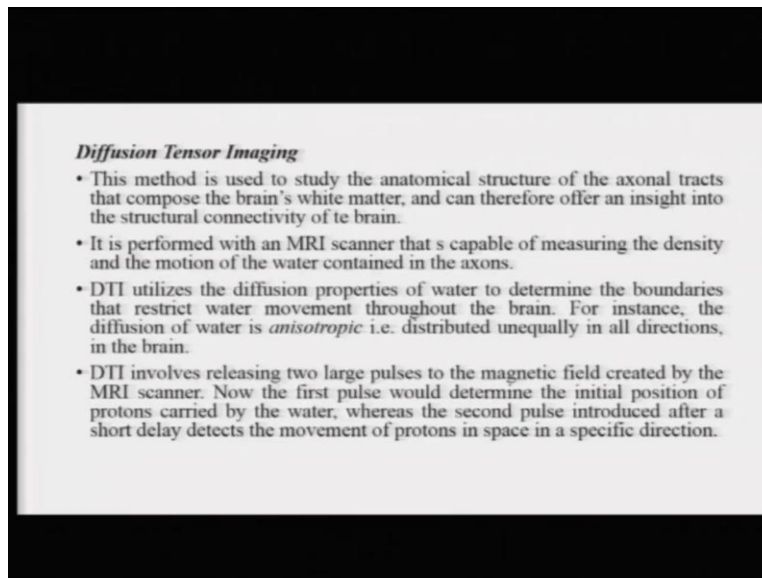 Diffusion Tensor Imaging
• This method is used to study the anatomical structure of the axonal tracts
that compose the brain's white matter, and can therefore offer an insight into
the structural connectivity of te brain.
• It is performed with an MRI scanner that s capable of measuring the density
and the motion of the water contained in the axons.
• DTI utilizes the diffusion properties of water to determine the boundaries
that restrict water movement throughout the brain. For instance, the
diffusion of water is anisotropic i.e. distributed unequally in all directions,
in the brain.
• DTI involves releasing two large pulses to the magnetic field created by the
MRI scanner. Now the first pulse would determine the initial position of
protons carried by the water, whereas the second pulse introduced after a
short delay detects the movement of protons in space in a specific direction.